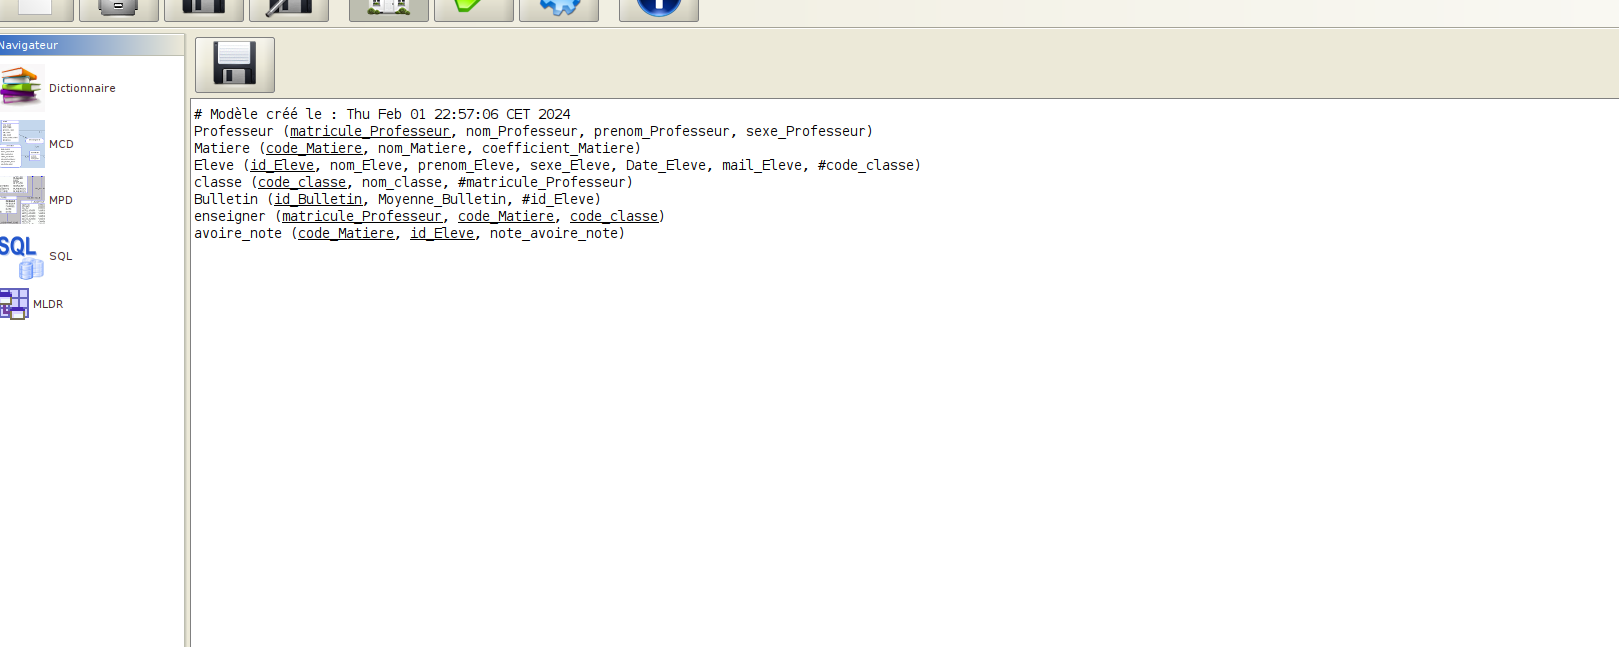 Navigateur
Dictionnaire
MCD
MPD
SQL
SQL
MLDR
# Modèle créé le : Thu Feb 01 22:57:06 CET 2024
Professeur (matricule_Professeur, nom_Professeur, prenom_Professeur, sexe_Professeur)
Matiere (code_Matiere, nom_Matiere, coefficient_Matiere)
Eleve (id_Eleve, nom_Eleve, prenom_Eleve, sexe_Eleve, Date_Eleve, mail_Eleve, #code_classe)
classe (code_classe, nom_classe, #matricule_Professeur)
Bulletin (id_Bulletin, Moyenne_Bulletin, #id_Eleve)
enseigner (matricule_Professeur, code_Matiere, code_classe)
avoire_note (code_Matiere, id_Eleve, note_avoire_note)